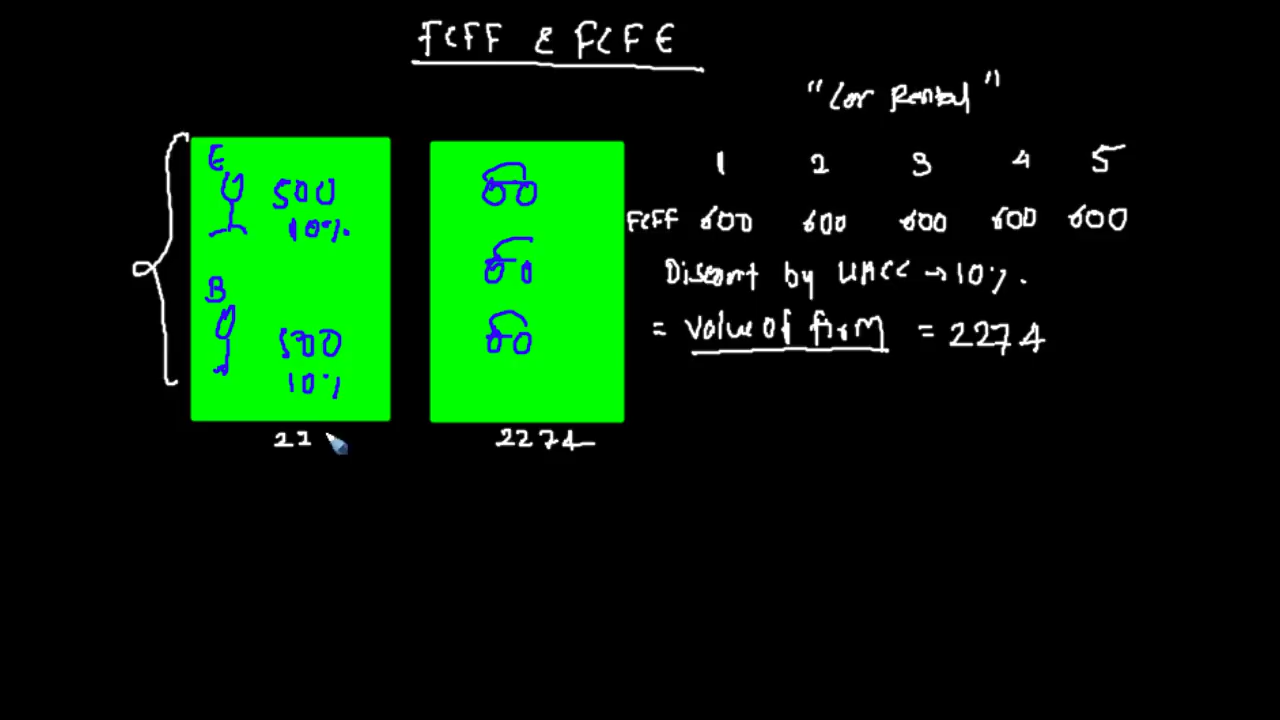 FCFF & FCFE
"Car Rental"
E
500
10%
B
500
10%
22
2274
1 2 3 4 5
FCFF 600 600 600 600 600
Discount by WACC → 10%.
= Value of firm = 2274